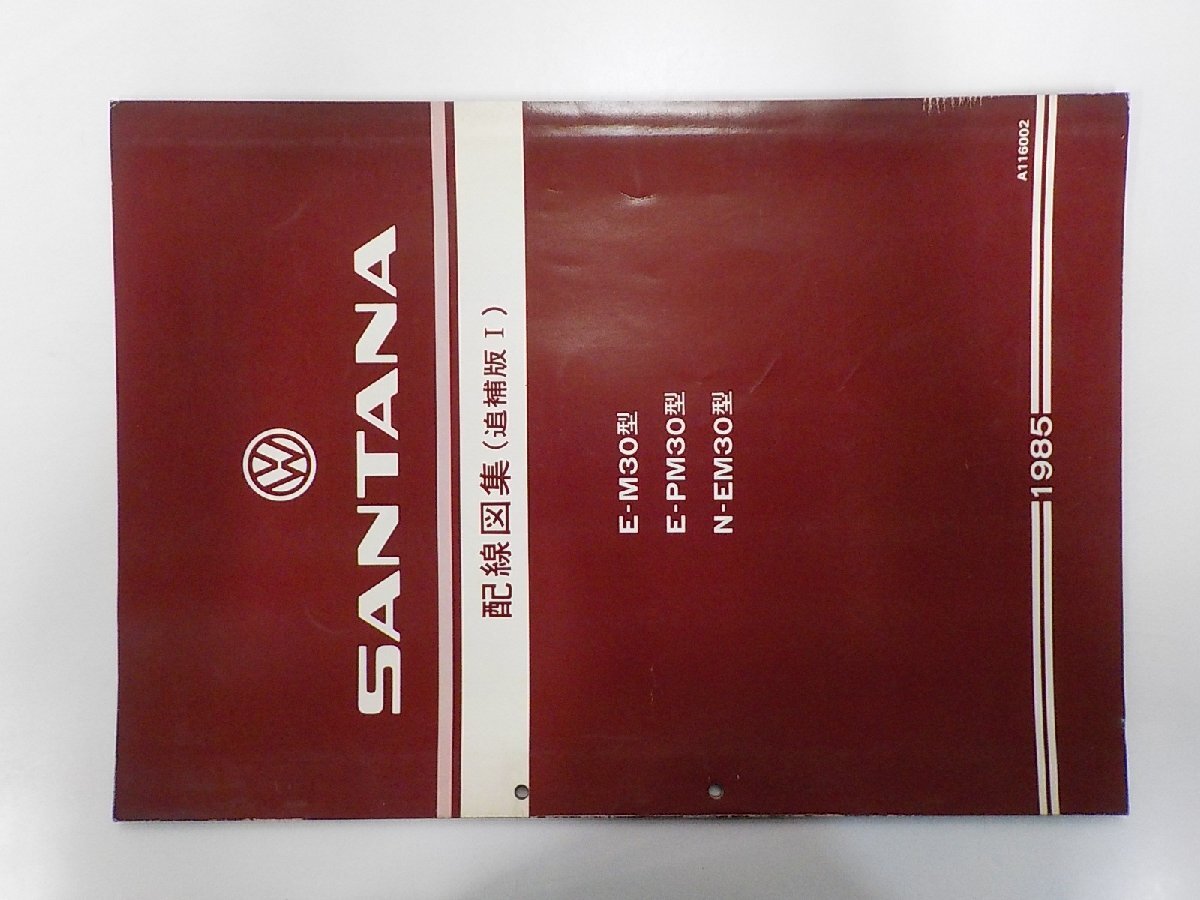 SANTANA
配線図集(追補版Ⅰ)
E-M30型
E-PM30型
N-EM30型
A116002
1985